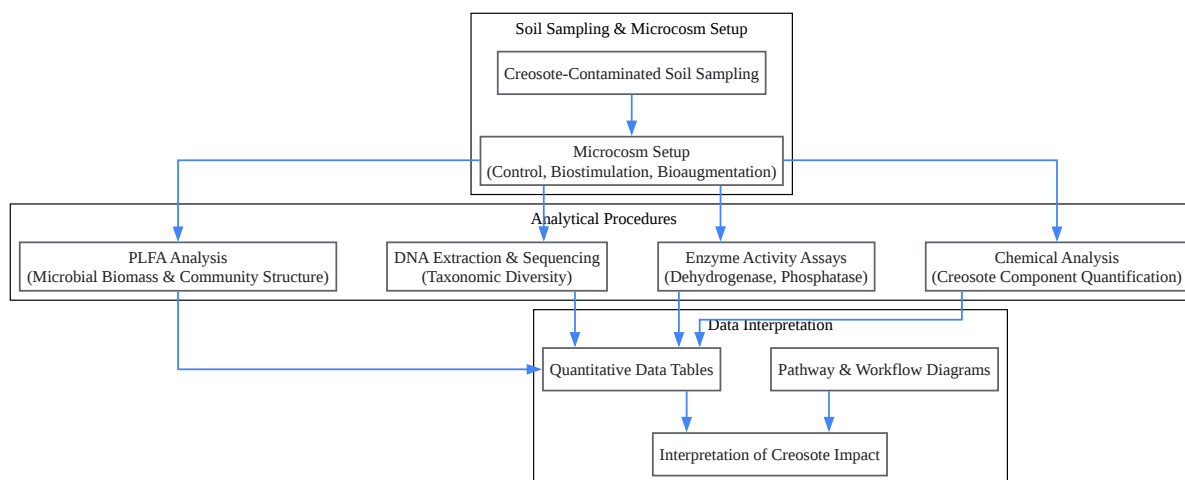 Soil Sampling & Microcosm Setup
Creosote-Contaminated Soil Sampling
Microcosm Setup
(Control, Biostimulation, Bioaugmentation)
Analytical Procedures
PLFA Analysis
(Microbial Biomass & Community Structure)
DNA Extraction & Sequencing
(Taxonomic Diversity)
Enzyme Activity Assays
(Dehydrogenase, Phosphatase)
Chemical Analysis
(Creosote Component Quantification)
Data Interpretation
Quantitative Data Tables
Pathway & Workflow Diagrams
Interpretation of Creosote Impact